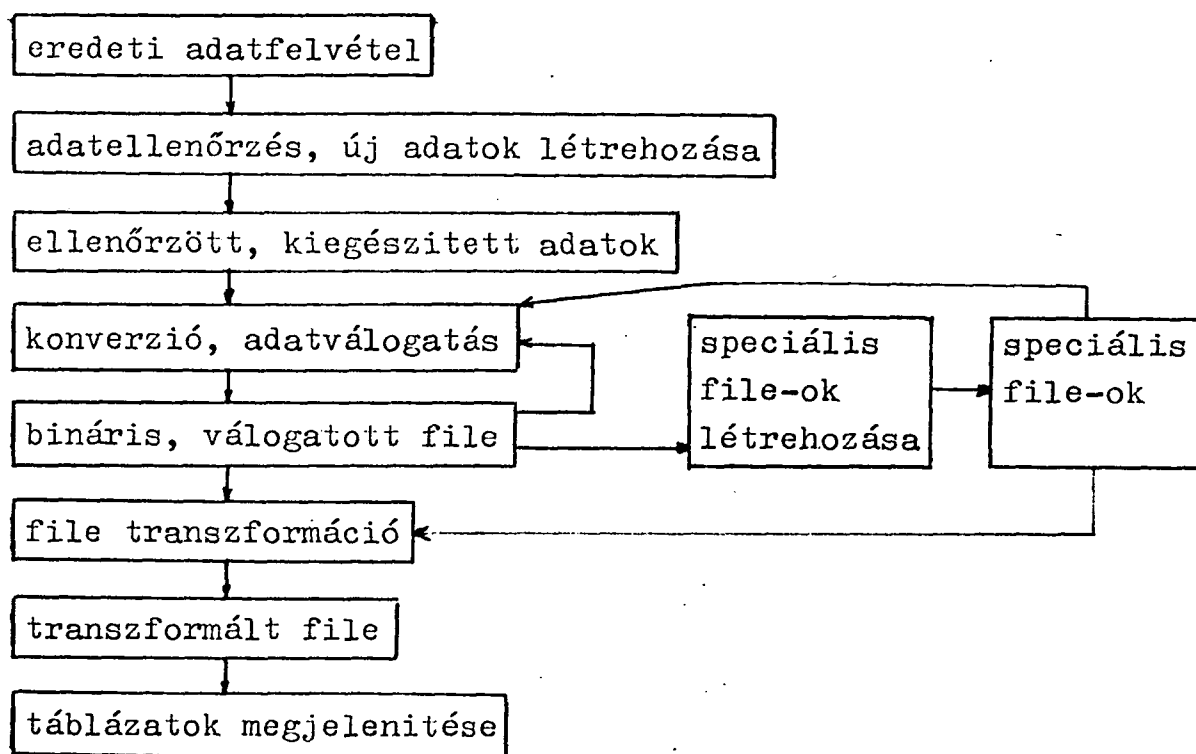 eredeti adatfelvétel
adatellenőrzés, új adatok létrehozása
ellenőrzött, kiegészitett adatok
konverzió, adatválogatás
bináris, válogatott file
speciális
file-ok
létrehozása
speciális
file-ok
file transzformáció
transzformált file
táblázatok megjelenitése